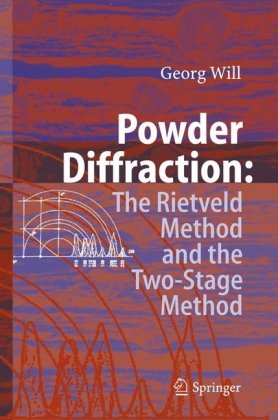 Georg Will
Powder
Diffraction:
The Rietveld
Method
and the
Two-Stage
Method
Springer